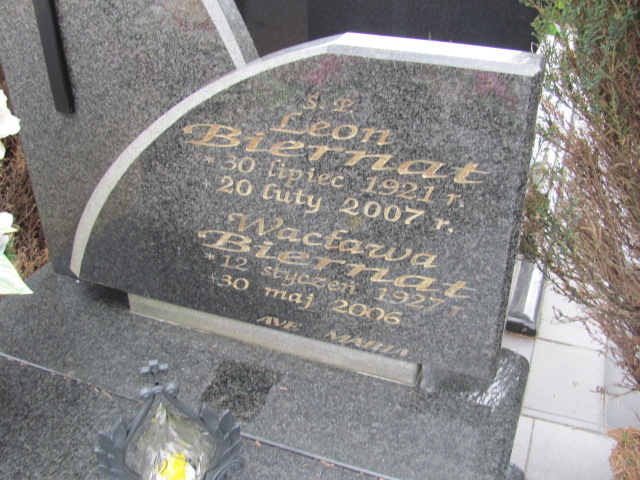 Ś. P.
Leon
Biernat
*30 lipiec 1921 r.
20 luty 2007 r.
Wacława
Biernat
*12 styczeń 1927 r.
30 maj 2006
AVE MARIA